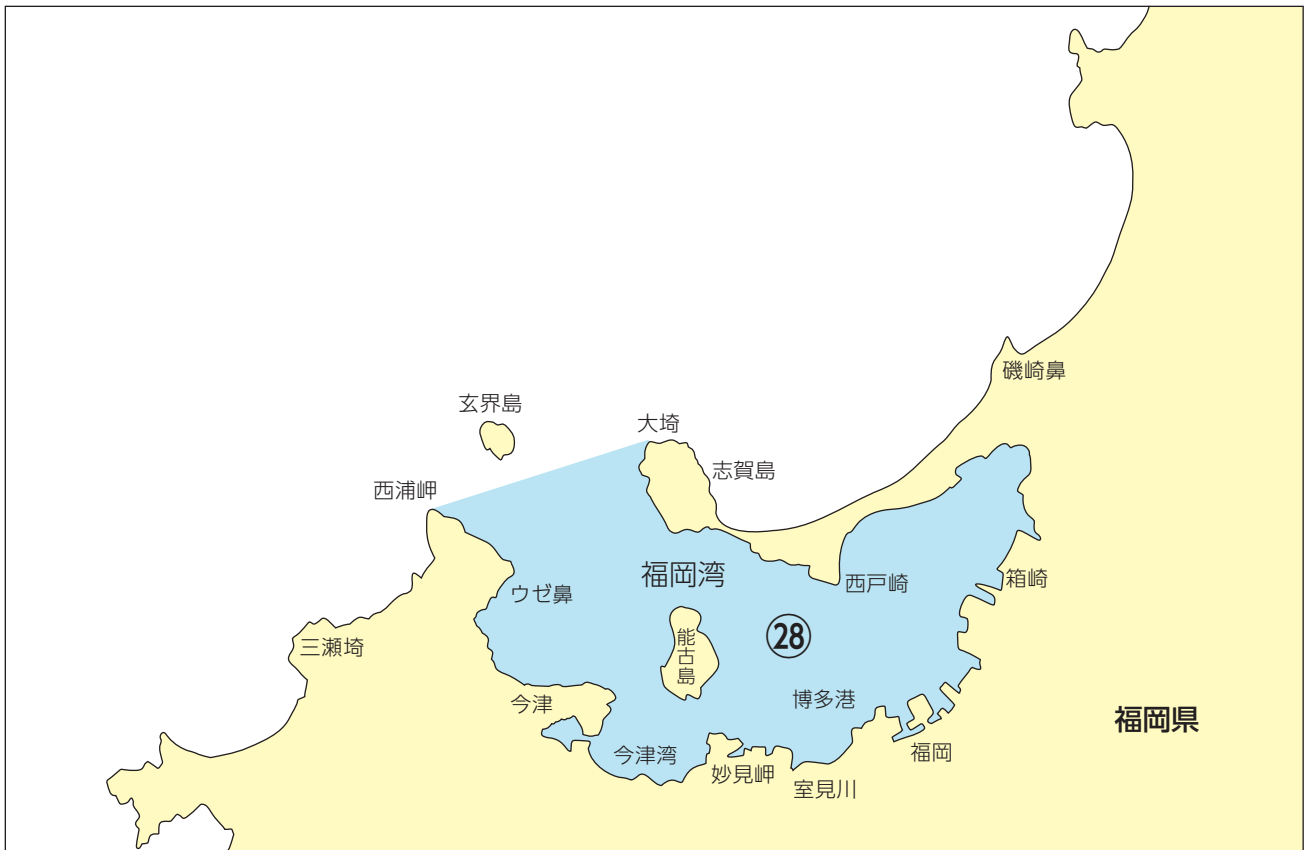 磯崎鼻
玄界島
大埼
志賀島
西浦岬
福岡湾
西戸崎
箱崎
ウゼ鼻
28
能古島
三瀬埼
今津
博多港
福岡県
今津湾
妙見岬
福岡
室見川